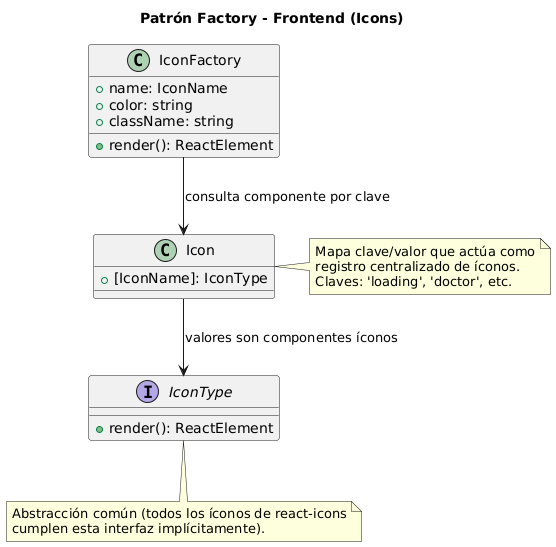 Patrón Factory - Frontend (Icons)
C IconFactory
name: IconName
color: string
className: string
render(): ReactElement
consulta componente por clave
C Icon
[IconName]: IconType
Mapa clave/valor que actúa como
registro centralizado de íconos.
Claves: 'loading', 'doctor', etc.
valores son componentes íconos
I IconType
render(): ReactElement
Abstracción común (todos los íconos de react-icons
cumplen esta interfaz implícitamente).